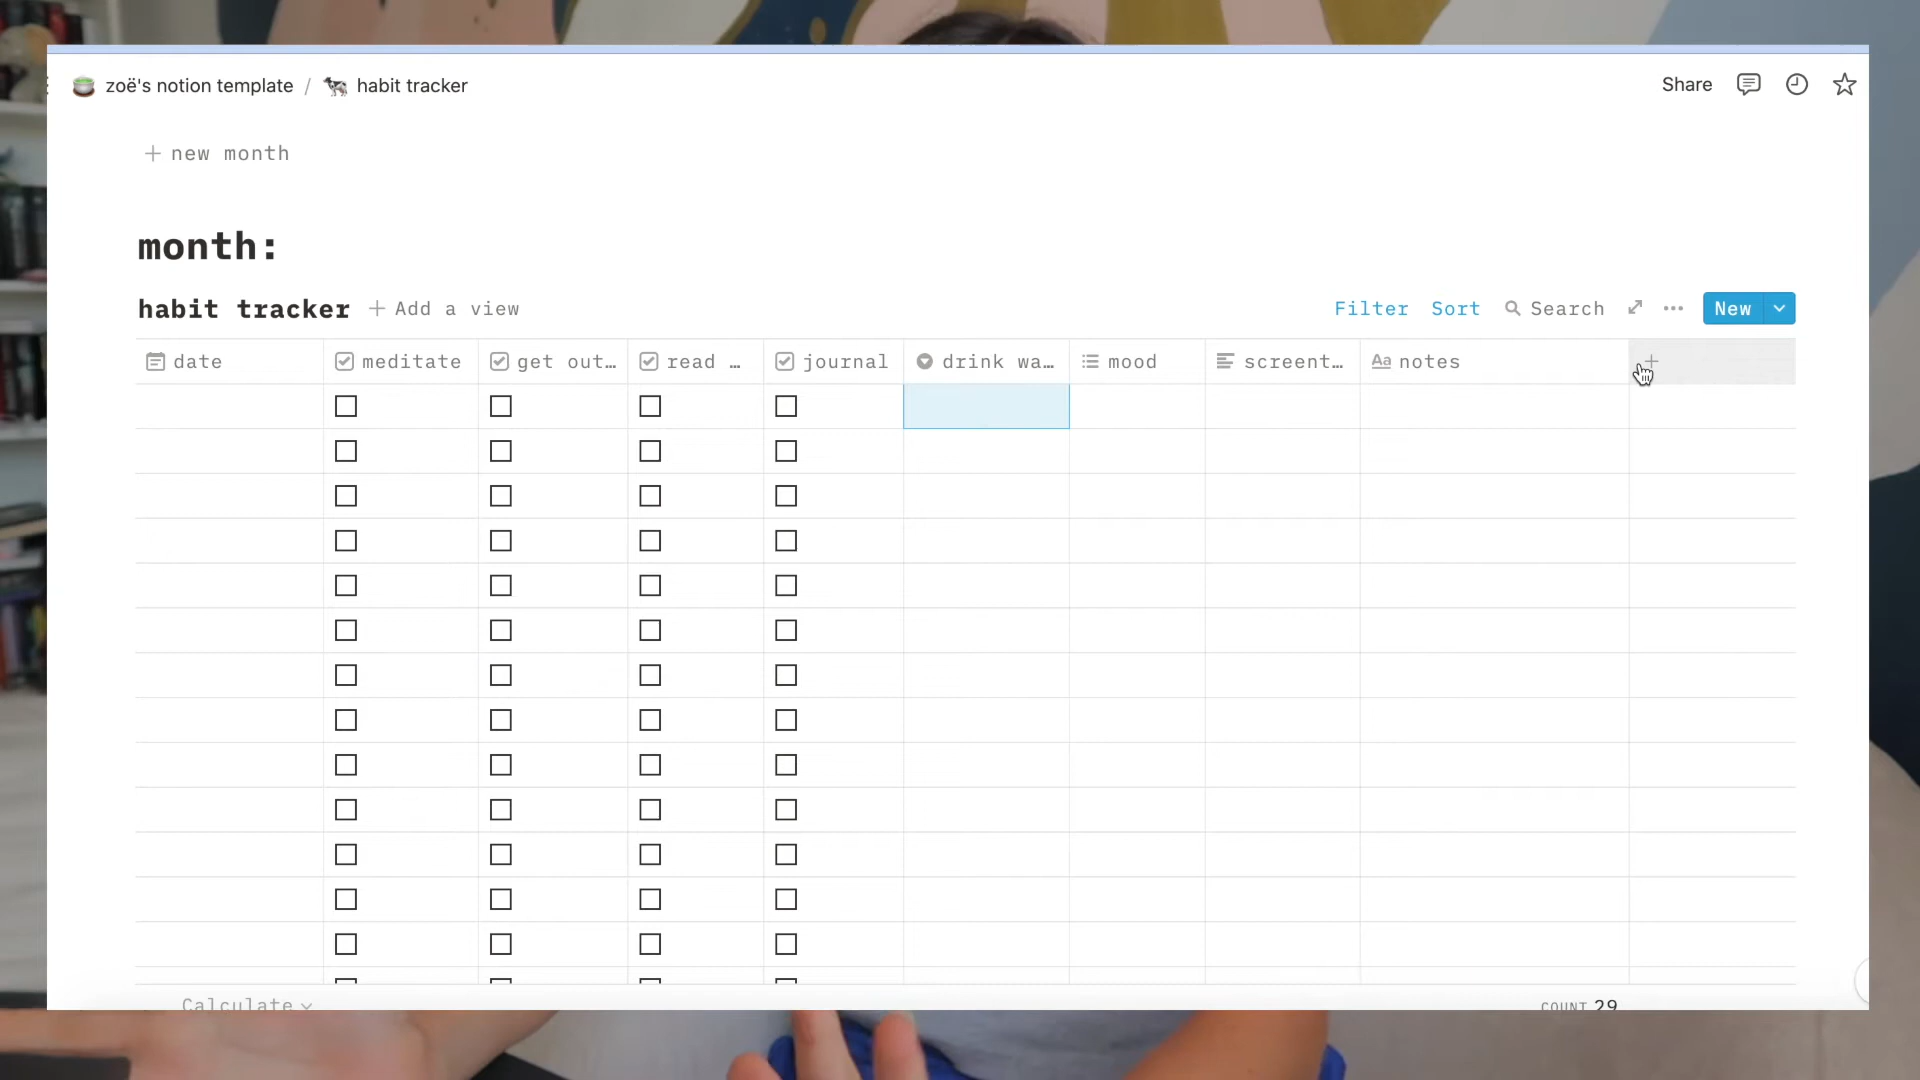 zoë's notion template / habit tracker
Share
+ new month
month:
habit tracker + Add a view
Filter Sort Search ... New
date meditate get out... read ... journal drink wa... mood screent... Aa notes +
Calculate
COUNT 29